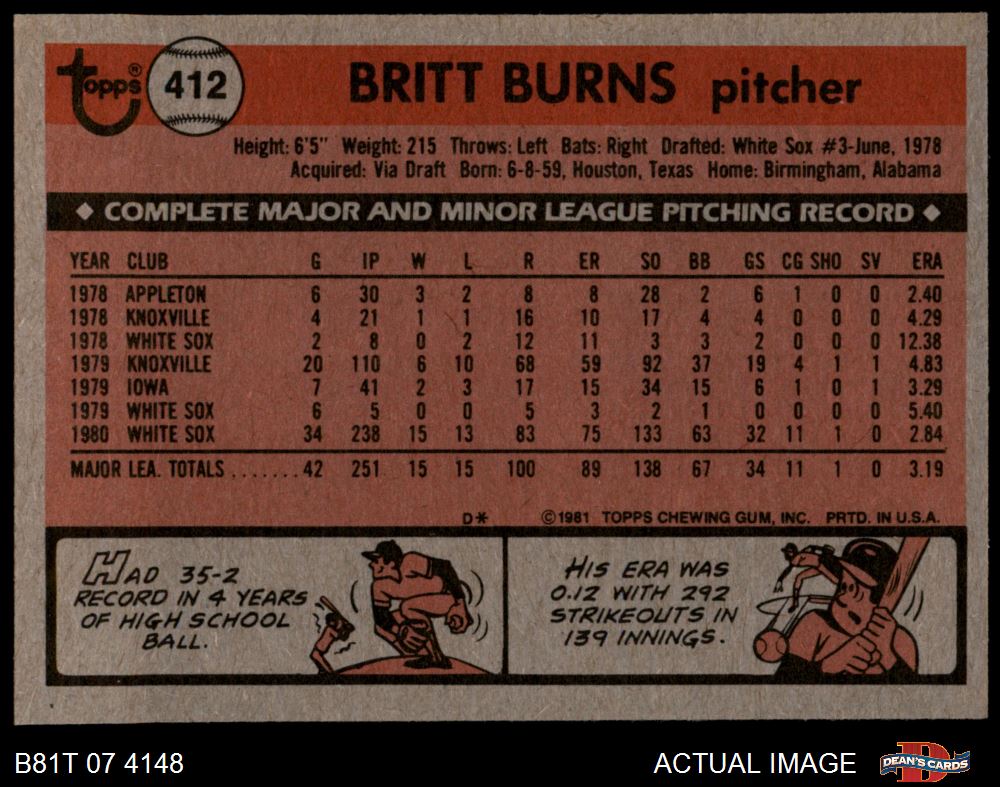 topps® 412 BRITT BURNS pitcher
Height: 6'5" Weight: 215 Throws: Left Bats: Right Drafted: White Sox #3-June, 1978
Acquired: Via Draft Born: 6-8-59, Houston, Texas Home: Birmingham, Alabama
◆ COMPLETE MAJOR AND MINOR LEAGUE PITCHING RECORD ◆
YEAR CLUB G IP W L R ER SO BB GS CG SHO SV ERA
1978 APPLETON 6 30 3 2 8 8 28 2 6 1 0 0 2.40
1978 KNOXVILLE 4 21 1 1 16 10 17 4 4 0 0 0 4.29
1978 WHITE SOX 2 8 0 2 12 11 3 3 2 0 0 0 12.38
1979 KNOXVILLE 20 110 6 10 68 59 92 37 19 4 1 1 4.83
1979 IOWA 7 41 2 3 17 15 34 15 6 1 0 1 3.29
1979 WHITE SOX 6 5 0 0 5 3 2 1 0 0 0 0 5.40
1980 WHITE SOX 34 238 15 13 83 75 133 63 32 11 1 0 2.84
MAJOR LEA. TOTALS ....... 42 251 15 15 100 89 138 67 34 11 1 0 3.19
D* ©1981 TOPPS CHEWING GUM, INC. PRTD. IN U.S.A.
HAD 35-2
RECORD IN 4 YEARS
OF HIGH SCHOOL
BALL.
HIS ERA WAS
0.12 WITH 292
STRIKEOUTS IN
139 INNINGS.
B81T 07 4148 ACTUAL IMAGE D DEAN'S CARDS